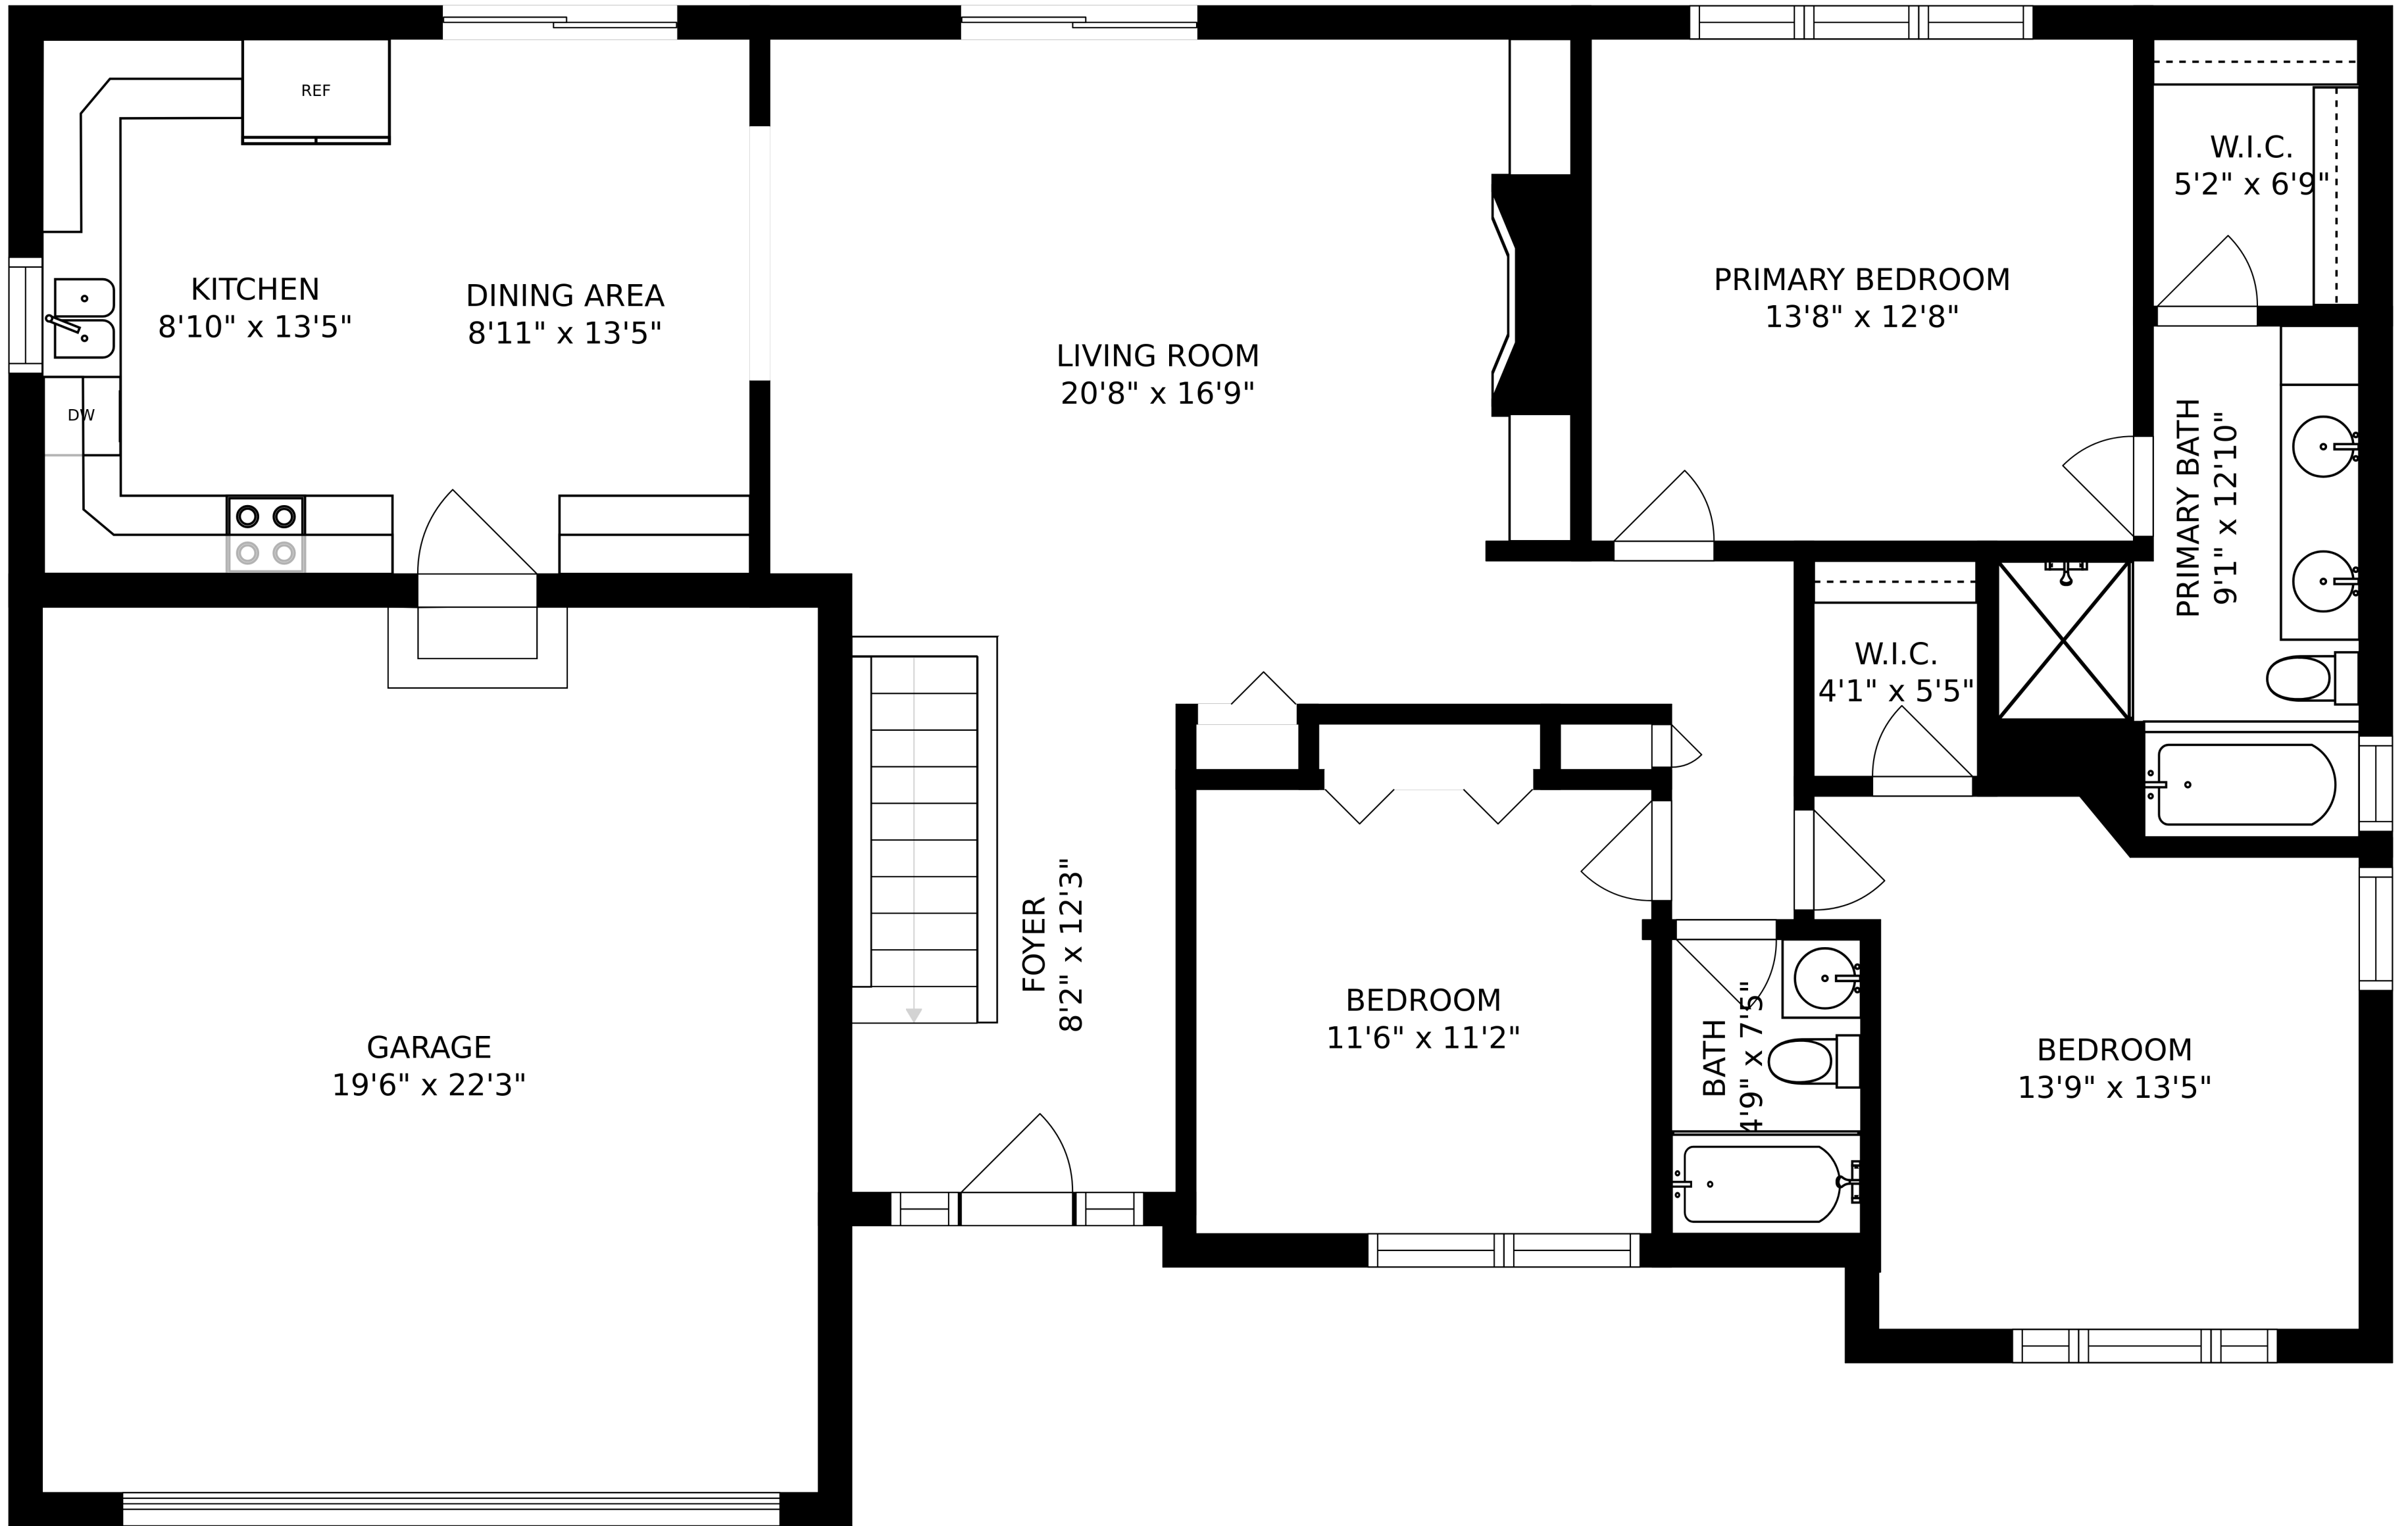 REF
W.I.C.
5'2" x 6'9"
KITCHEN
8'10" x 13'5"
DINING AREA
8'11" x 13'5"
PRIMARY BEDROOM
13'8" x 12'8"
LIVING ROOM
20'8" x 16'9"
DW
PRIMARY BATH
9'1" x 12'10"
W.I.C.
4'1" x 5'5"
FOYER
8'2" x 12'3"
BEDROOM
11'6" x 11'2"
BATH
4'9" x 7'5"
GARAGE
19'6" x 22'3"
BEDROOM
13'9" x 13'5"